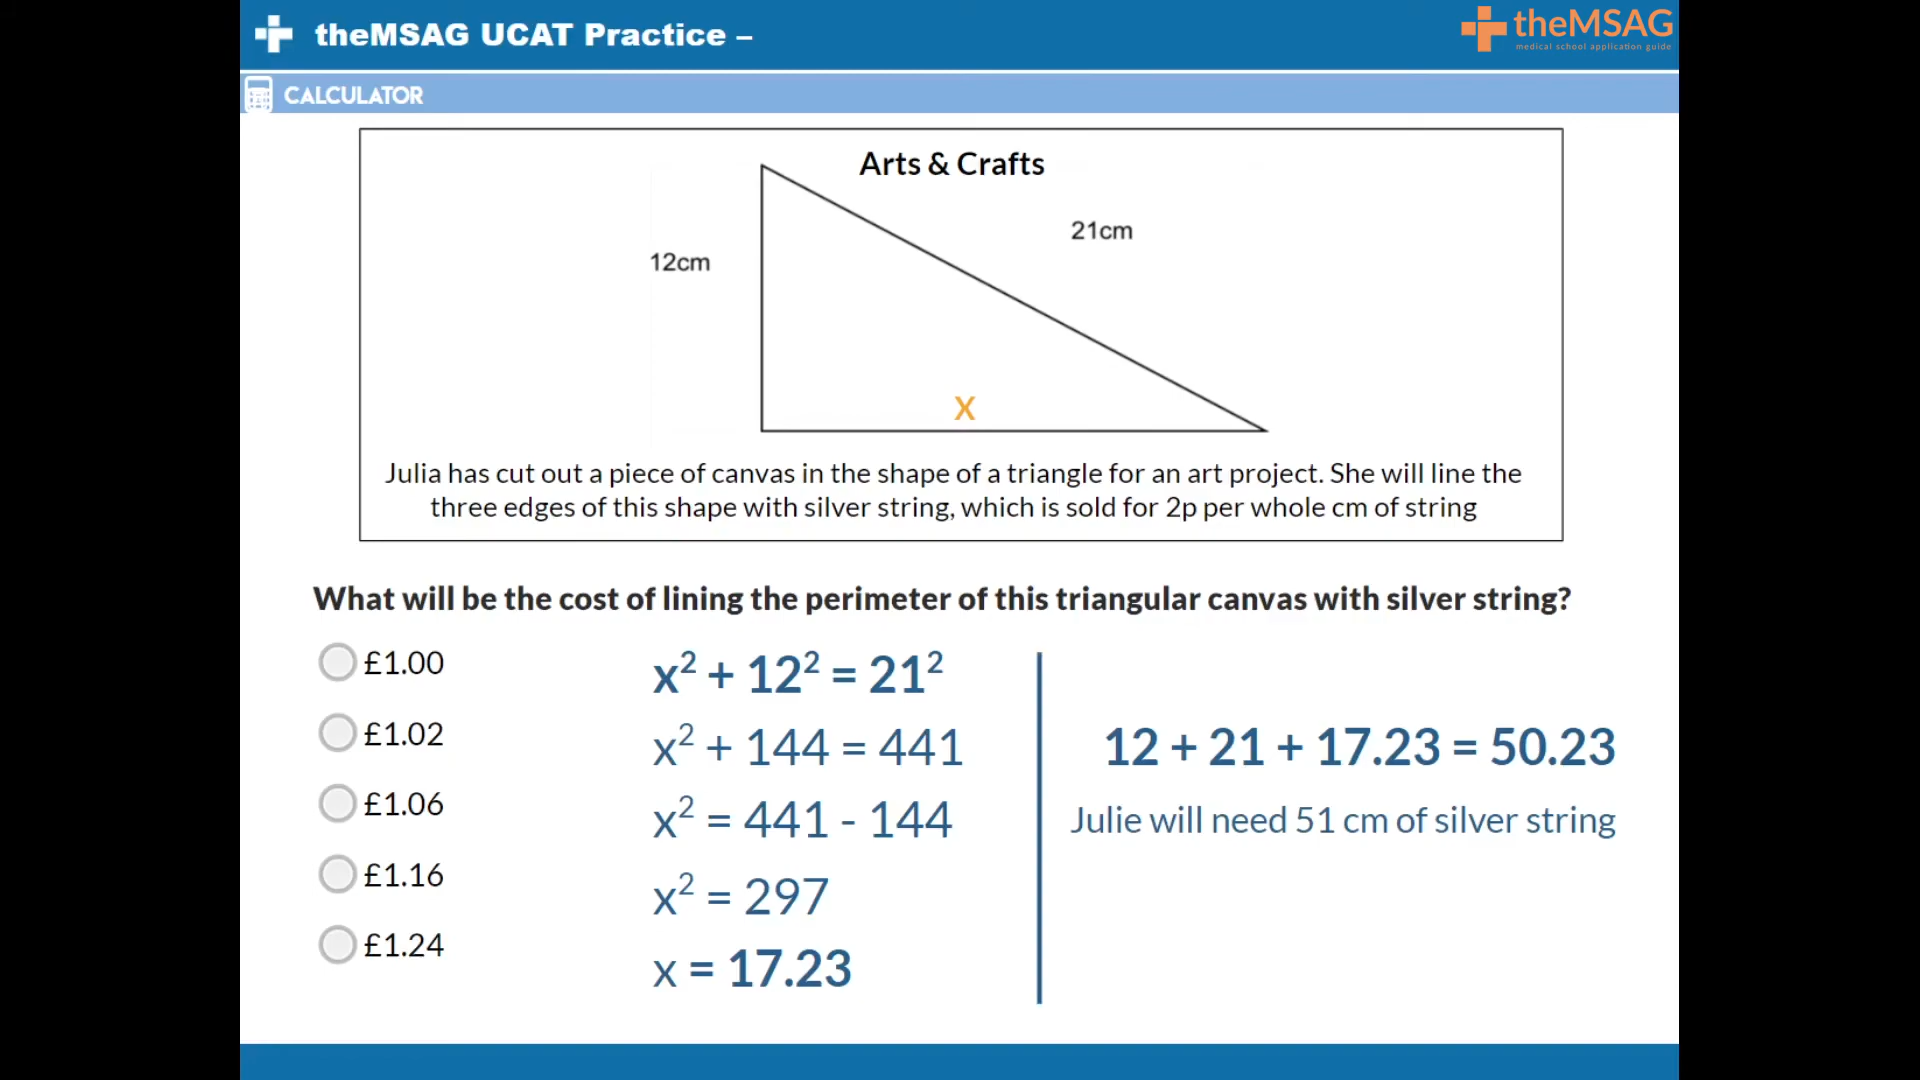 theMSAG UCAT Practice –
theMSAG
medical school application guide
CALCULATOR
Arts & Crafts
21cm
12cm
x
Julia has cut out a piece of canvas in the shape of a triangle for an art project. She will line the
three edges of this shape with silver string, which is sold for 2p per whole cm of string
What will be the cost of lining the perimeter of this triangular canvas with silver string?
£1.00
£1.02
£1.06
£1.16
£1.24
x² + 12² = 21²
x² + 144 = 441
x² = 441 - 144
x² = 297
x = 17.23
12 + 21 + 17.23 = 50.23
Julie will need 51 cm of silver string